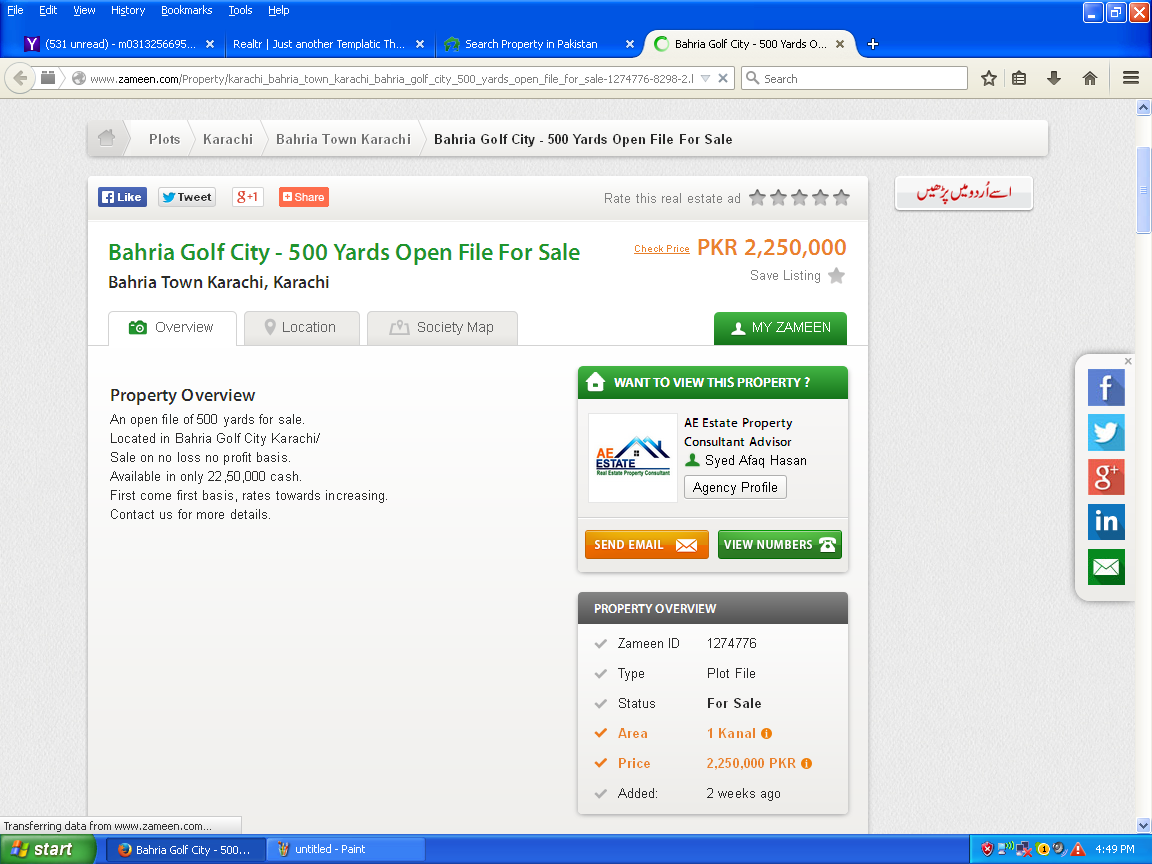 File Edit View History Bookmarks Tools Help
(531 unread) - m0313256695...
Realtr | Just another Templatic Th...
Search Property in Pakistan
Bahria Golf City - 500 Yards O...
www.zameen.com/Property/karachi_bahria_town_karachi_bahria_golf_city_500_yards_open_file_for_sale-1274776-8298-2.l
Search
Plots Karachi Bahria Town Karachi Bahria Golf City - 500 Yards Open File For Sale
Like Tweet g+1 Share
Rate this real estate ad
اسے اُردو میں پڑھیں
Bahria Golf City - 500 Yards Open File For Sale
Check Price PKR 2,250,000
Bahria Town Karachi, Karachi
Save Listing
Overview Location Society Map
MY ZAMEEN
Property Overview
An open file of 500 yards for sale.
Located in Bahria Golf City Karachi/
Sale on no loss no profit basis.
Available in only 22,50,000 cash.
First come first basis, rates towards increasing.
Contact us for more details.
WANT TO VIEW THIS PROPERTY ?
AE
ESTATE
Real Estate Property Consultant
AE Estate Property
Consultant Advisor
Syed Afaq Hasan
Agency Profile
SEND EMAIL VIEW NUMBERS
PROPERTY OVERVIEW
Zameen ID 1274776
Type Plot File
Status For Sale
Area 1 Kanal
Price 2,250,000 PKR
Added: 2 weeks ago
Transferring data from www.zameen.com...
start
Bahria Golf City - 500...
untitled - Paint
4:49 PM